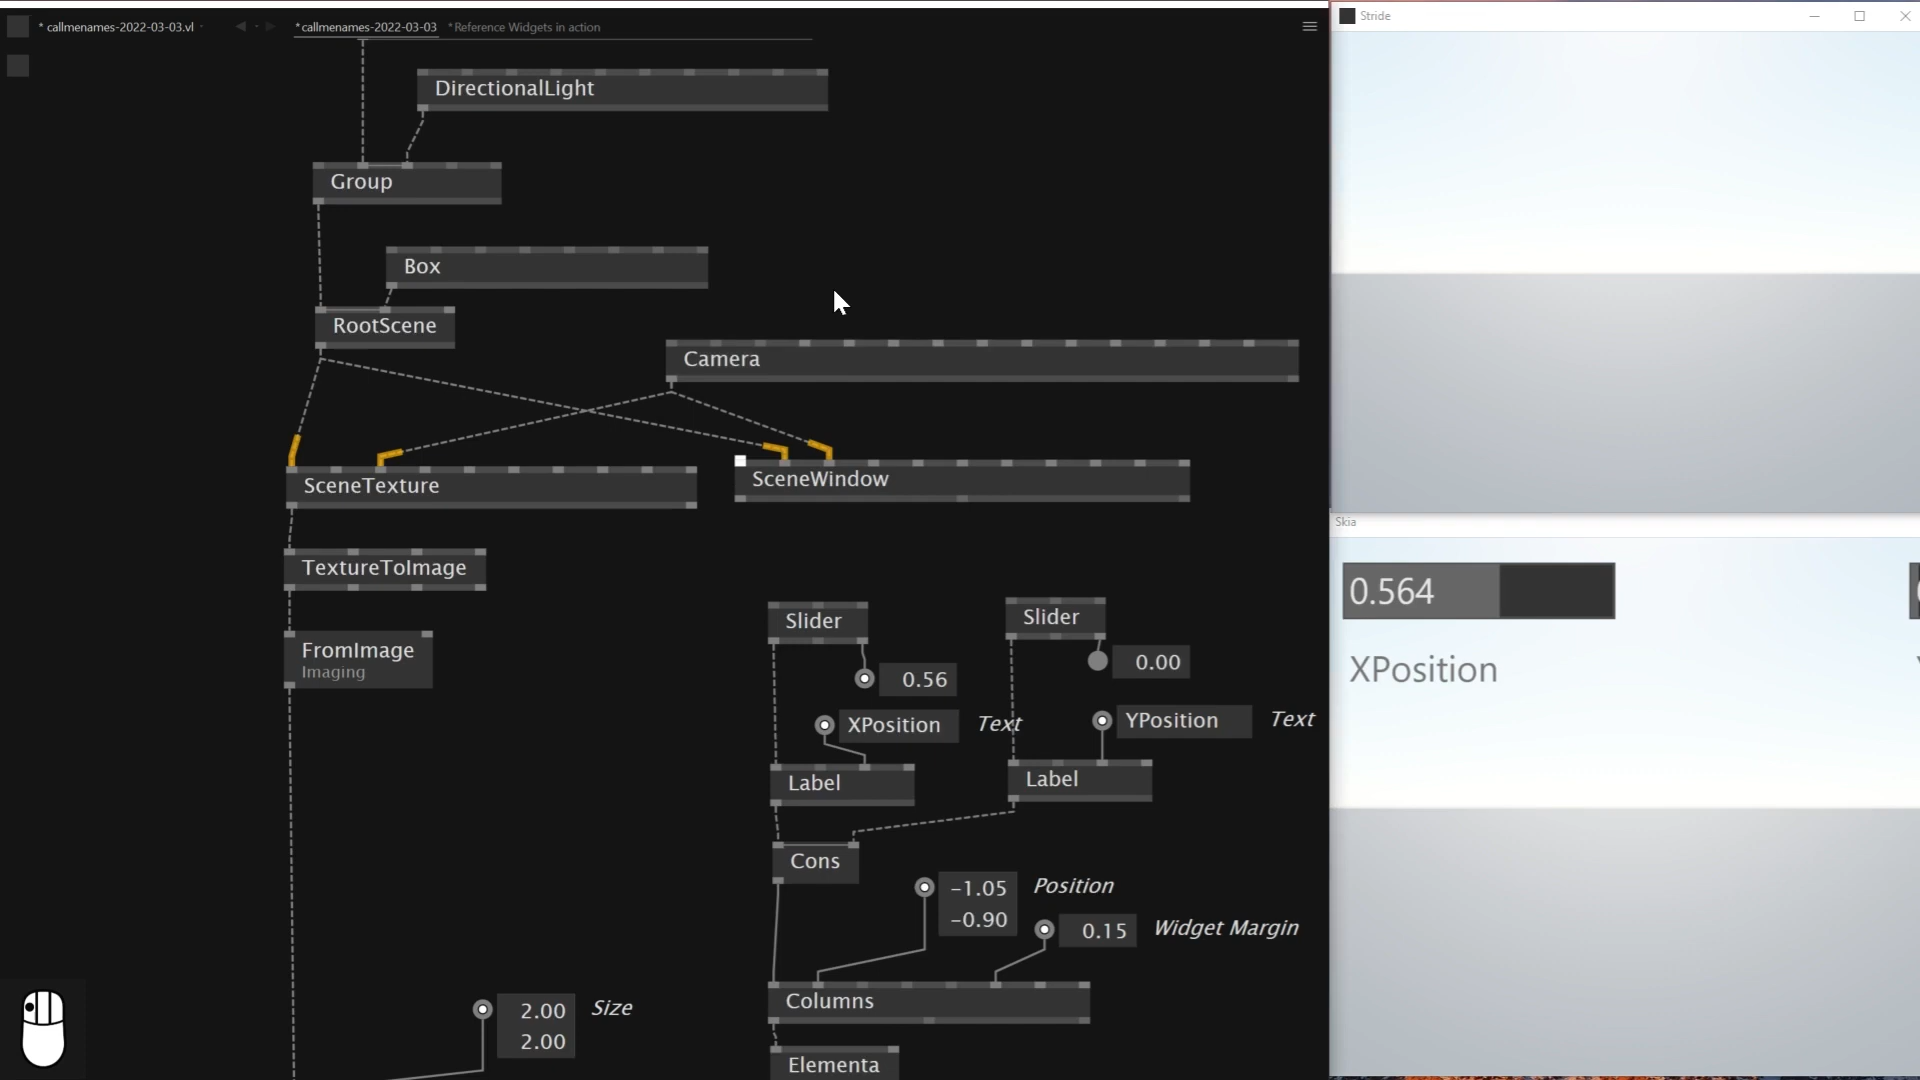 * callmenames-2022-03-03.vl
*callmenames-2022-03-03
*Reference Widgets in action
DirectionalLight
Group
Box
RootScene
Camera
SceneTexture
SceneWindow
TextureToImage
FromImage
Imaging
Slider
Slider
0.56
0.00
XPosition
Text
YPosition
Text
Label
Label
Cons
-1.05
-0.90
Position
0.15
Widget Margin
Columns
2.00
2.00
Size
Elementa
Stride
Skia
0.564
XPosition